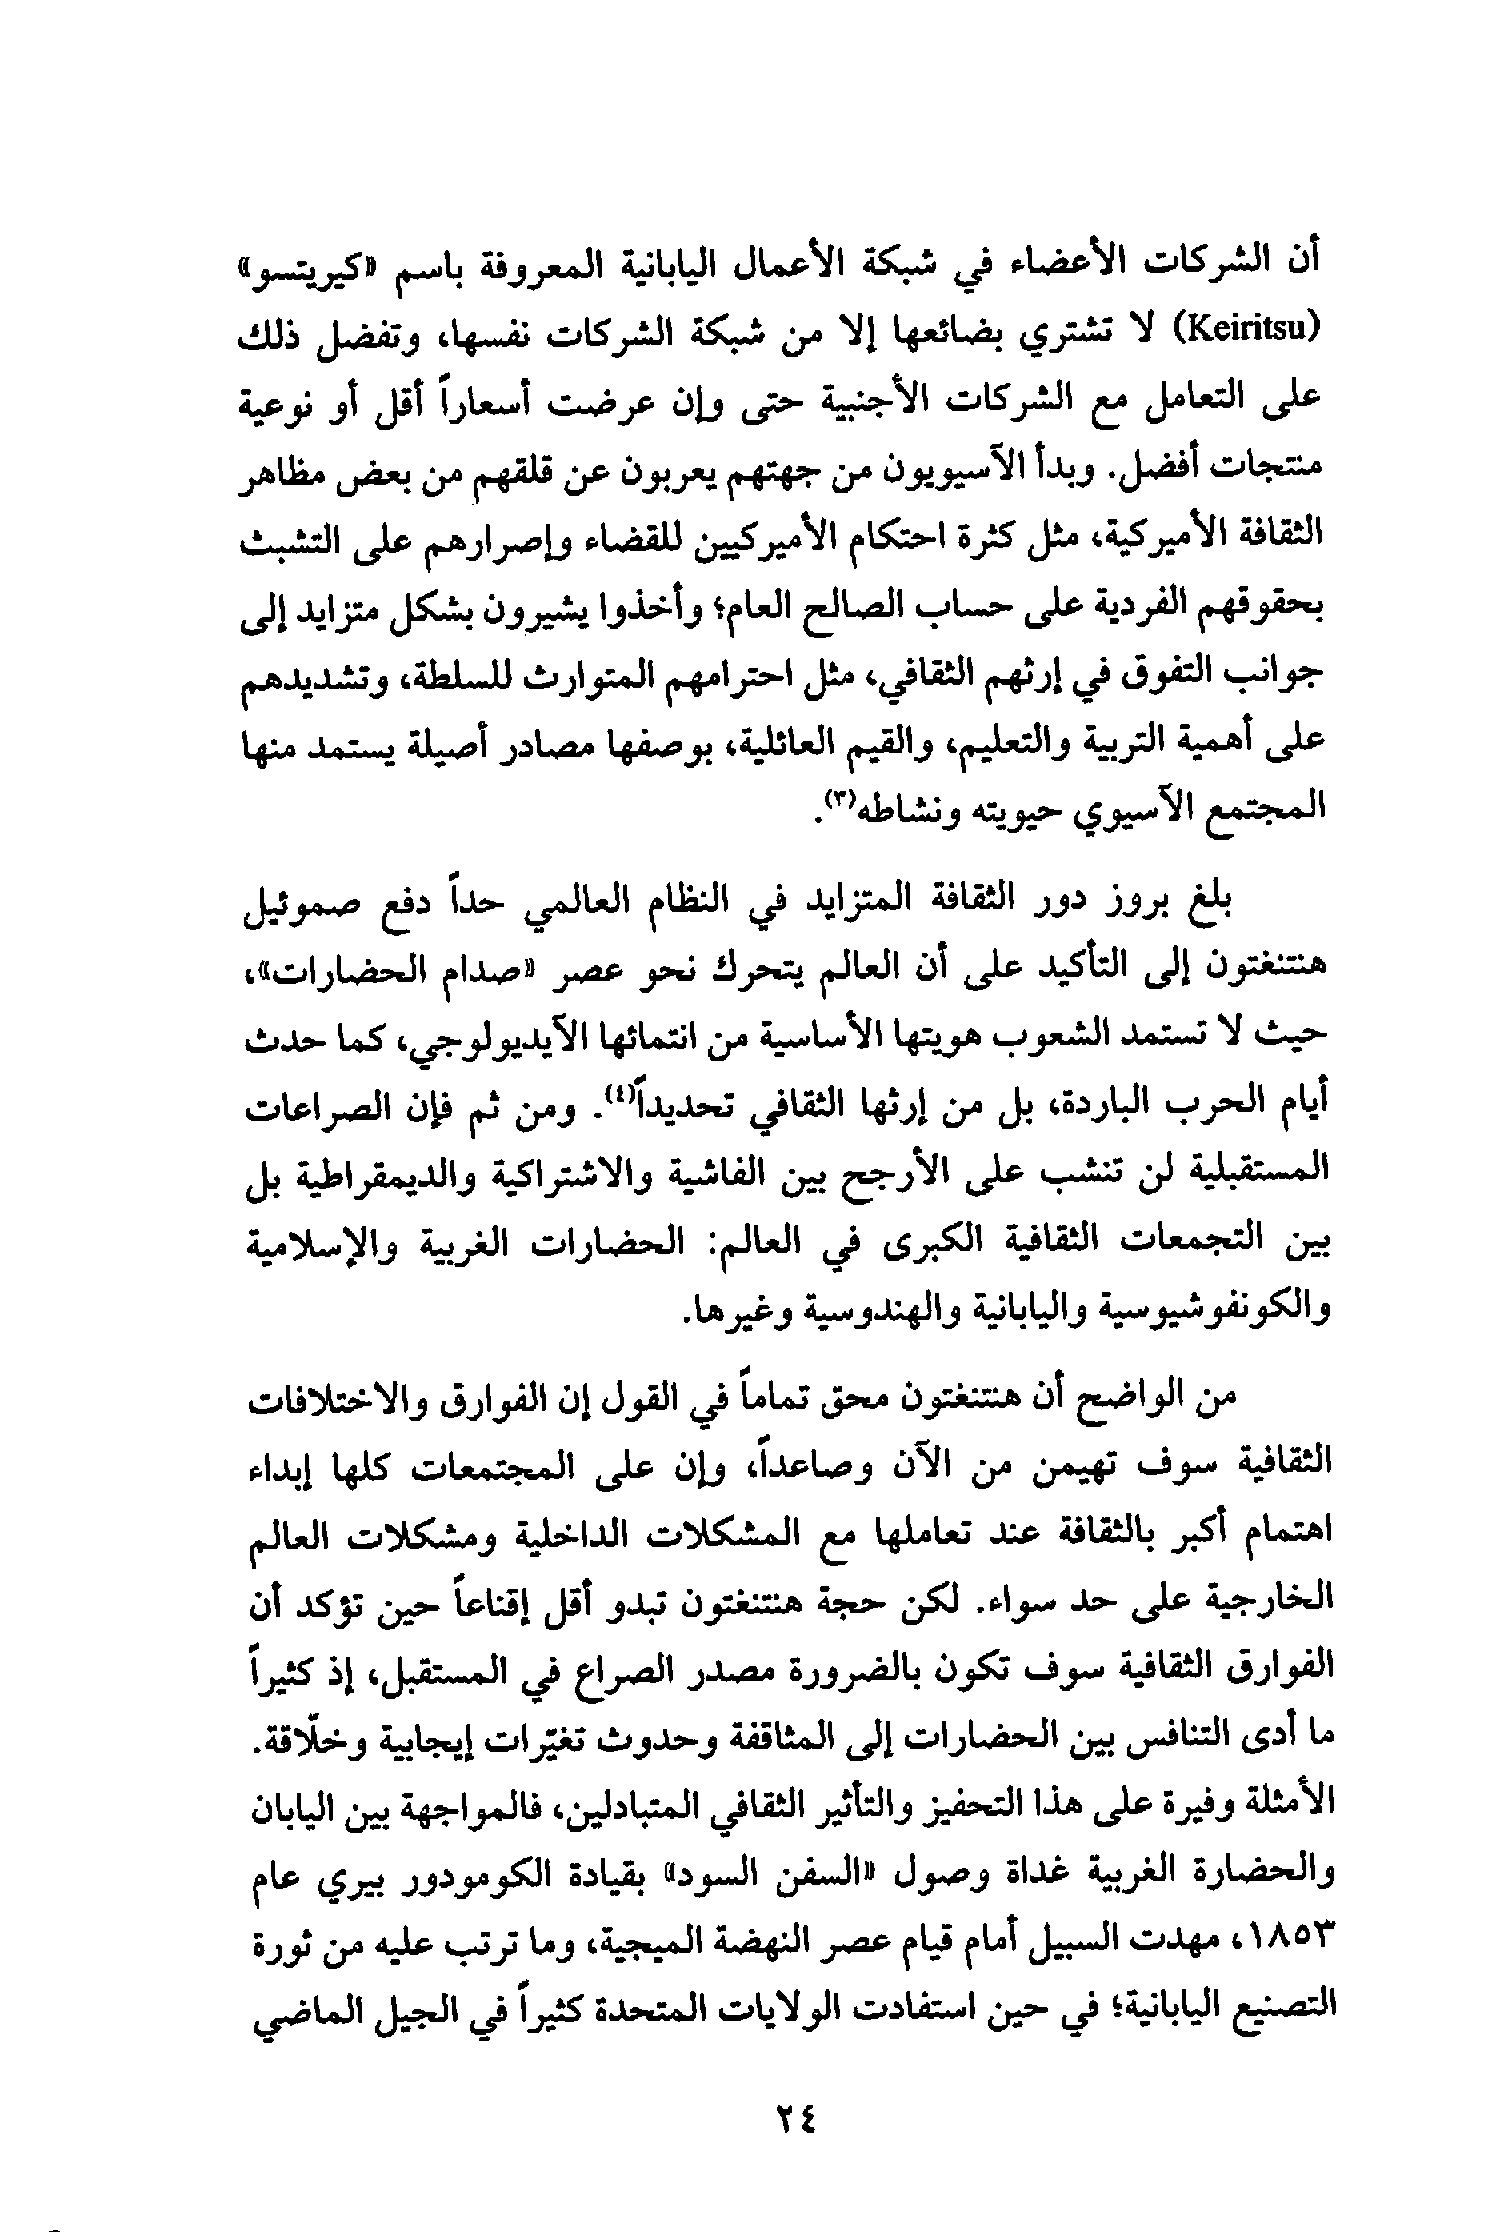 أن الشركات الأعضاء في شبكة الأعمال اليابانية المعروفة باسم «كيريتسو»
(Keiritsu) لا تشتري بضائعها إلا من شبكة الشركات نفسها، وتفضل ذلك
على التعامل مع الشركات الأجنبية حتى وإن عرضت أسعاراً أقل أو نوعية
منتجات أفضل. وبدأ الآسيويون من جهتهم يعربون عن قلقهم من بعض مظاهر
الثقافة الأميركية، مثل كثرة احتكام الأميركيين للقضاء وإصرارهم على التشبث
بحقوقهم الفردية على حساب الصالح العام؛ وأخذوا يشيرون بشكل متزايد إلى
جوانب التفوق في إرثهم الثقافي، مثل احترامهم المتوارث للسلطة، وتشديدهم
على أهمية التربية والتعليم، والقيم العائلية، بوصفها مصادر أصيلة يستمد منها
المجتمع الآسيوي حيويته ونشاطه(٣).
بلغ بروز دور الثقافة المتزايد في النظام العالمي حداً دفع صموئيل
هنتنغتون إلى التأكيد على أن العالم يتحرك نحو عصر «صدام الحضارات»،
حيث لا تستمد الشعوب هويتها الأساسية من انتمائها الآيديولوجي، كما حدث
أيام الحرب الباردة، بل من إرثها الثقافي تحديداً(٤). ومن ثم فإن الصراعات
المستقبلية لن تنشب على الأرجح بين الفاشية والاشتراكية والديمقراطية بل
بين التجمعات الثقافية الكبرى في العالم: الحضارات الغربية والإسلامية
والكونفوشيوسية واليابانية والهندوسية وغيرها.
من الواضح أن هنتنغتون محق تماماً في القول إن الفوارق والاختلافات
الثقافية سوف تهيمن من الآن وصاعداً، وإن على المجتمعات كلها إبداء
اهتمام أكبر بالثقافة عند تعاملها مع المشكلات الداخلية ومشكلات العالم
الخارجية على حد سواء. لكن حجة هنتنغتون تبدو أقل إقناعاً حين تؤكد أن
الفوارق الثقافية سوف تكون بالضرورة مصدر الصراع في المستقبل، إذ كثيراً
ما أدى التنافس بين الحضارات إلى المثاقفة وحدوث تغيّرات إيجابية وخلّاقة.
الأمثلة وفيرة على هذا التحفيز والتأثير الثقافي المتبادلين، فالمواجهة بين اليابان
والحضارة الغربية غداة وصول «السفن السود» بقيادة الكومودور بيري عام
١٨٥٣، مهدت السبيل أمام قيام عصر النهضة الميجية، وما ترتب عليه من ثورة
التصنيع اليابانية؛ في حين استفادت الولايات المتحدة كثيراً في الجيل الماضي
٢٤